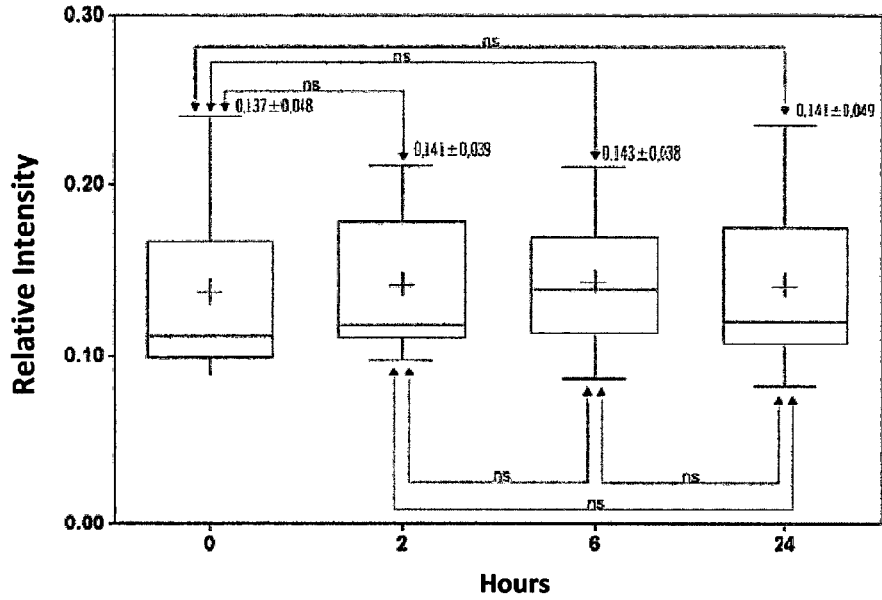 0.30
ns
ns
ns
0,137±0,048
0,141±0,049
0,141±0,039
0,143±0,038
0.20
Relative Intensity
0.10
ns
ns
ns
0.00
0
2
6
24
Hours